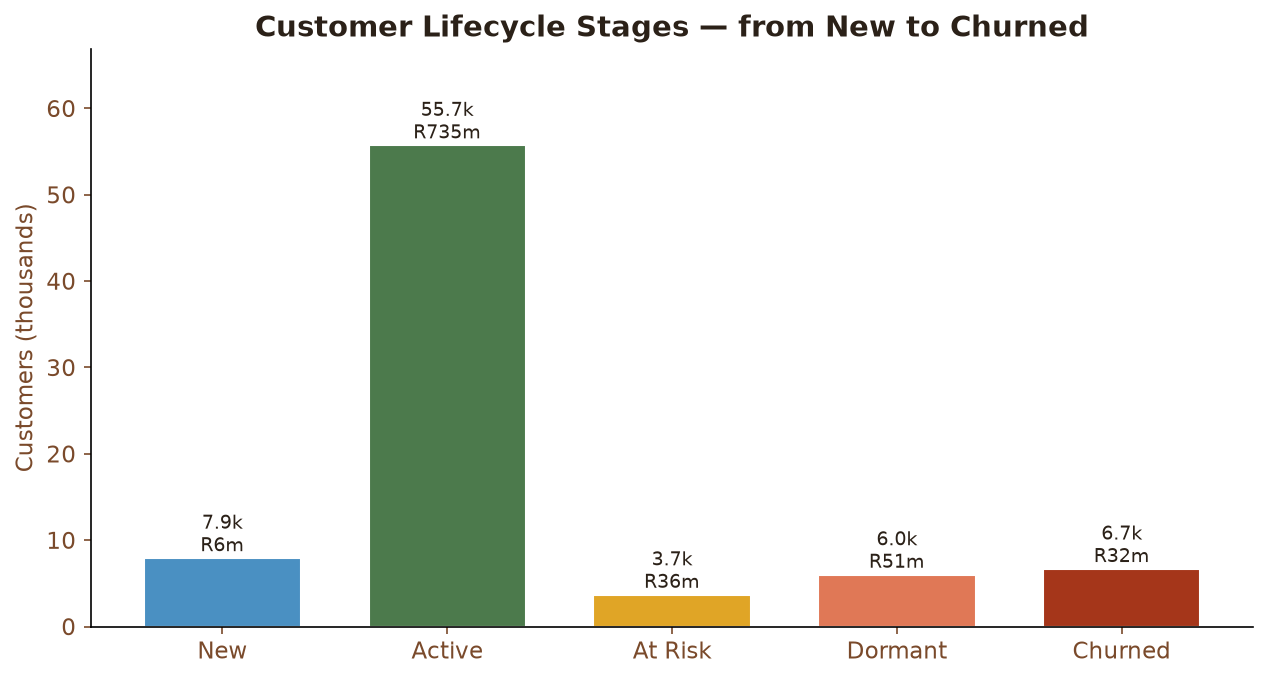 Customer Lifecycle Stages — from New to Churned
Customers (thousands)
60
50
40
30
20
10
0
7.9k
R6m
55.7k
R735m
3.7k
R36m
6.0k
R51m
6.7k
R32m
New
Active
At Risk
Dormant
Churned